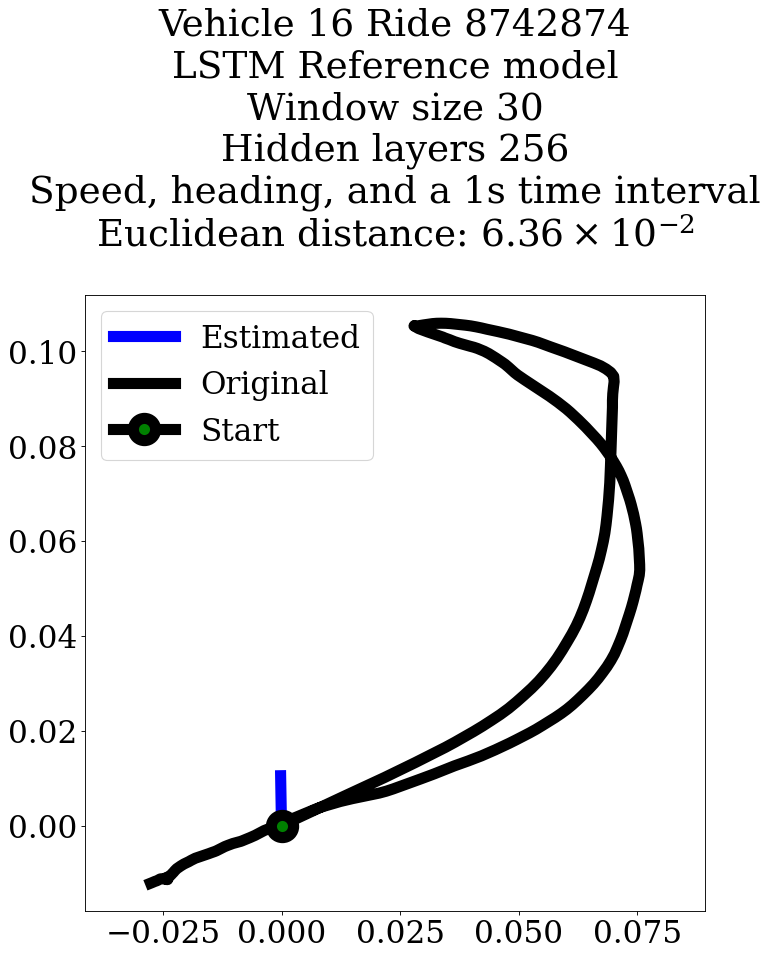 Vehicle 16 Ride 8742874
LSTM Reference model
Window size 30
Hidden layers 256
Speed, heading, and a 1s time interval
Euclidean distance: 6.36 × 10⁻²
Estimated
Original
Start
0.10
0.08
0.06
0.04
0.02
0.00
−0.025 0.000 0.025 0.050 0.075